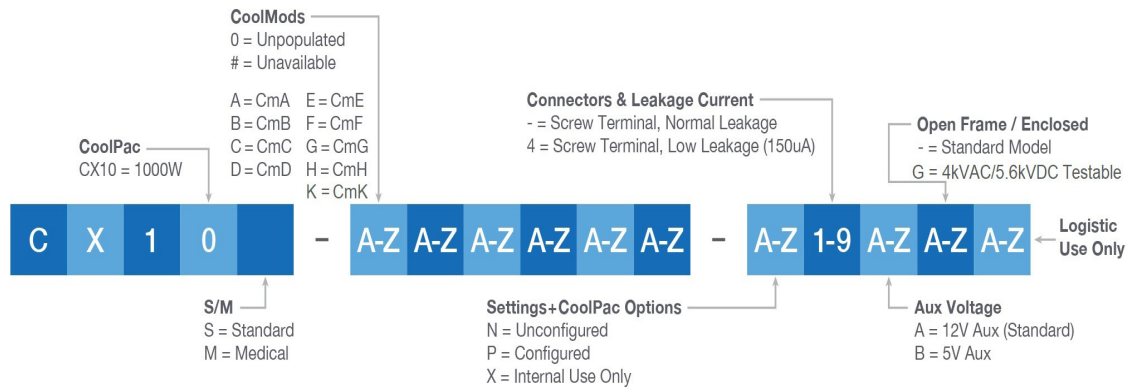 CoolMods
0 = Unpopulated
# = Unavailable
A = CmA E = CmE
B = CmB F = CmF
C = CmC G = CmG
D = CmD H = CmH
K = CmK
CoolPac
CX10 = 1000W
Connectors & Leakage Current
- = Screw Terminal, Normal Leakage
4 = Screw Terminal, Low Leakage (150uA)
Open Frame / Enclosed
- = Standard Model
G = 4kVAC/5.6kVDC Testable
C X 1 0 - A-Z A-Z A-Z A-Z A-Z A-Z - A-Z 1-9 A-Z A-Z A-Z
Logistic
Use Only
S/M
S = Standard
M = Medical
Settings+CoolPac Options
N = Unconfigured
P = Configured
X = Internal Use Only
Aux Voltage
A = 12V Aux (Standard)
B = 5V Aux